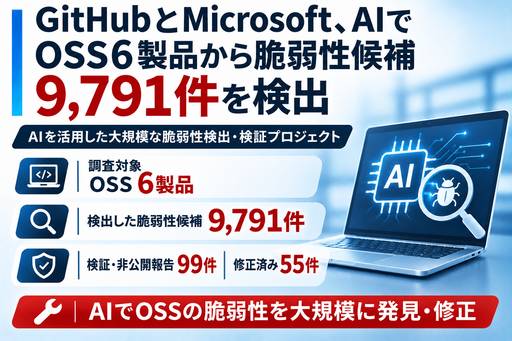 GitHubとMicrosoft、AIで
OSS6製品から脆弱性候補
9,791件を検出
AIを活用した大規模な脆弱性検出・検証プロジェクト
調査対象
OSS 6製品
検出した脆弱性候補 9,791件
検証・非公開報告 99件 修正済み 55件
AI
AIでOSSの脆弱性を大規模に発見・修正